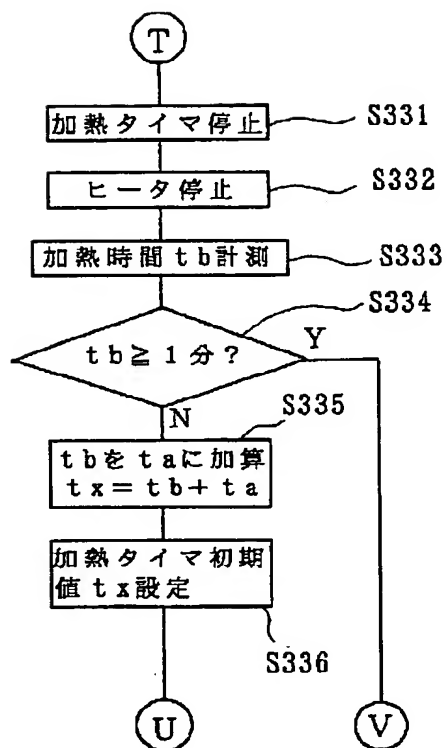 T
加熱タイマ停止
S331
ヒータ停止
S332
加熱時間tb計測
S333
S334
tb≧1分?
Y
N
S335
tbをtaに加算
tx=tb+ta
加熱タイマ初期
値tx設定
S336
U
V